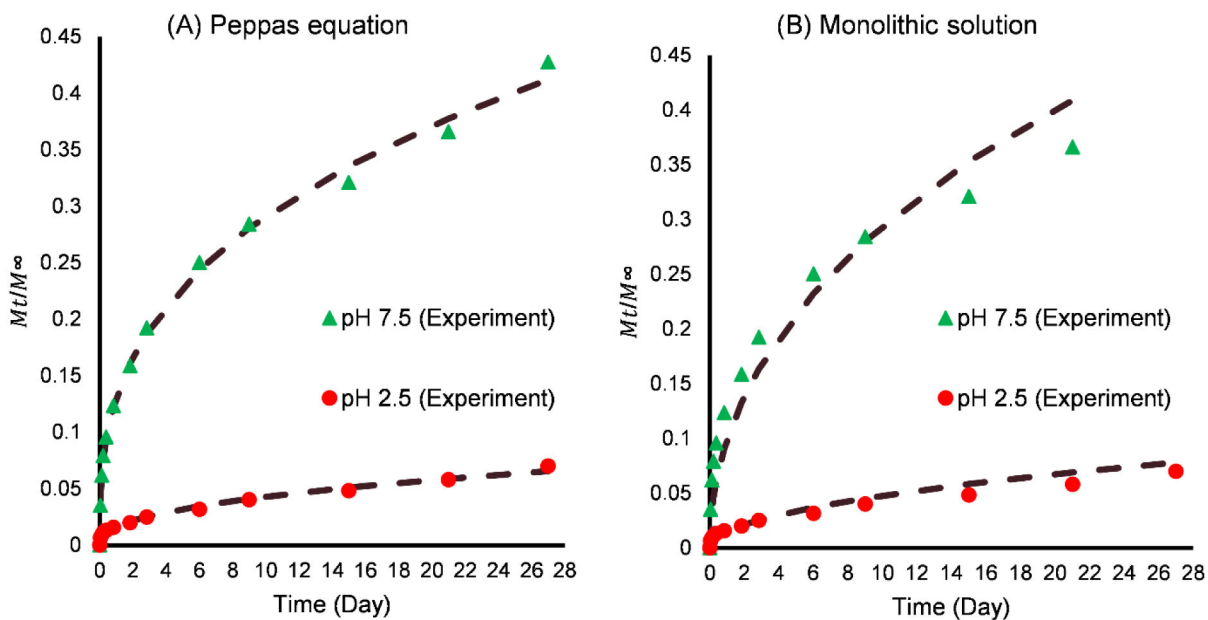 (A) Peppas equation
0.45
0.4
0.35
0.3
0.25
0.2
0.15
0.1
0.05
0
Mt/M∞
pH 7.5 (Experiment)
pH 2.5 (Experiment)
0 2 4 6 8 10 12 14 16 18 20 22 24 26 28
Time (Day)
(B) Monolithic solution
0.45
0.4
0.35
0.3
0.25
0.2
0.15
0.1
0.05
0
Mt/M∞
pH 7.5 (Experiment)
pH 2.5 (Experiment)
0 2 4 6 8 10 12 14 16 18 20 22 24 26 28
Time (Day)